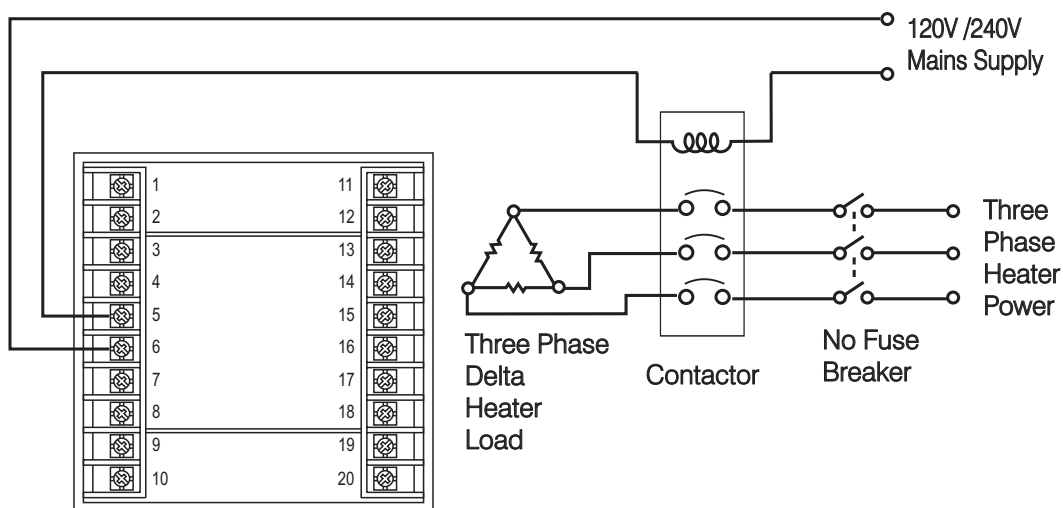 120V /240V
Mains Supply
1
2
3
4
5
6
7
8
9
10
11
12
13
14
15
16
17
18
19
20
Three Phase
Delta
Heater
Load
Contactor
No Fuse
Breaker
Three
Phase
Heater
Power